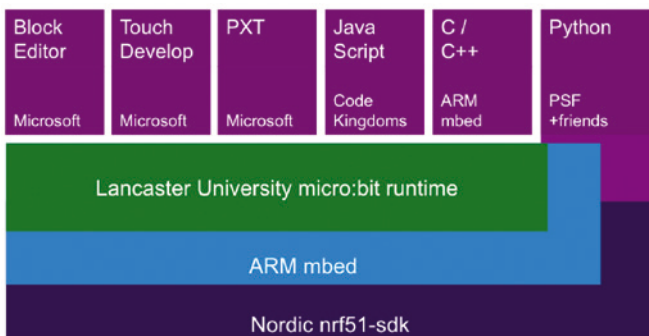 Block
Editor
Microsoft
Touch
Develop
Microsoft
PXT
Microsoft
Java
Script
Code
Kingdoms
C /
C++
ARM
mbed
Python
PSF
+friends
Lancaster University micro:bit runtime
ARM mbed
Nordic nrf51-sdk